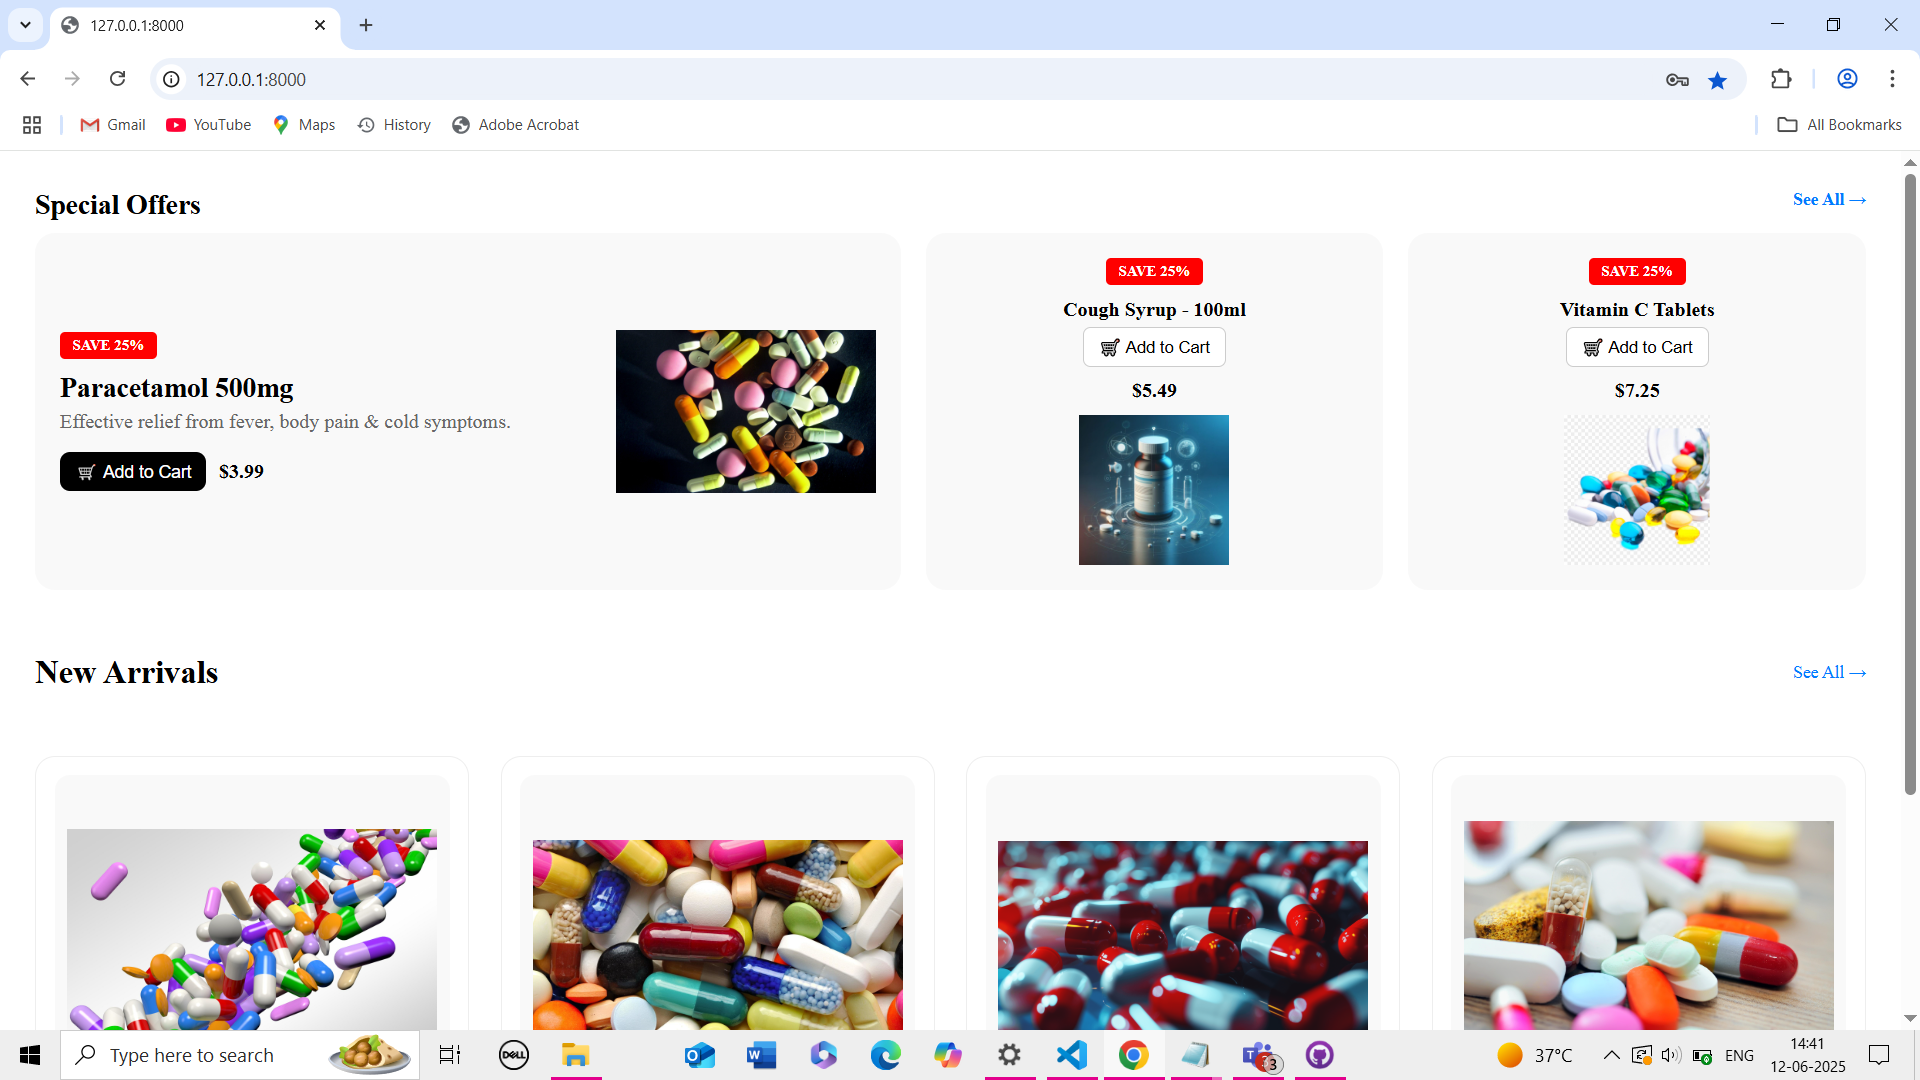 127.0.0.1:8000
127.0.0.1:8000
Gmail YouTube Maps History Adobe Acrobat All Bookmarks
Special Offers See All →
SAVE 25%
Paracetamol 500mg
Effective relief from fever, body pain & cold symptoms.
Add to Cart $3.99
SAVE 25%
Cough Syrup - 100ml
Add to Cart
$5.49
SAVE 25%
Vitamin C Tablets
Add to Cart
$7.25
New Arrivals See All →
Type here to search
DELL
37°C
ENG
14:41
12-06-2025
3